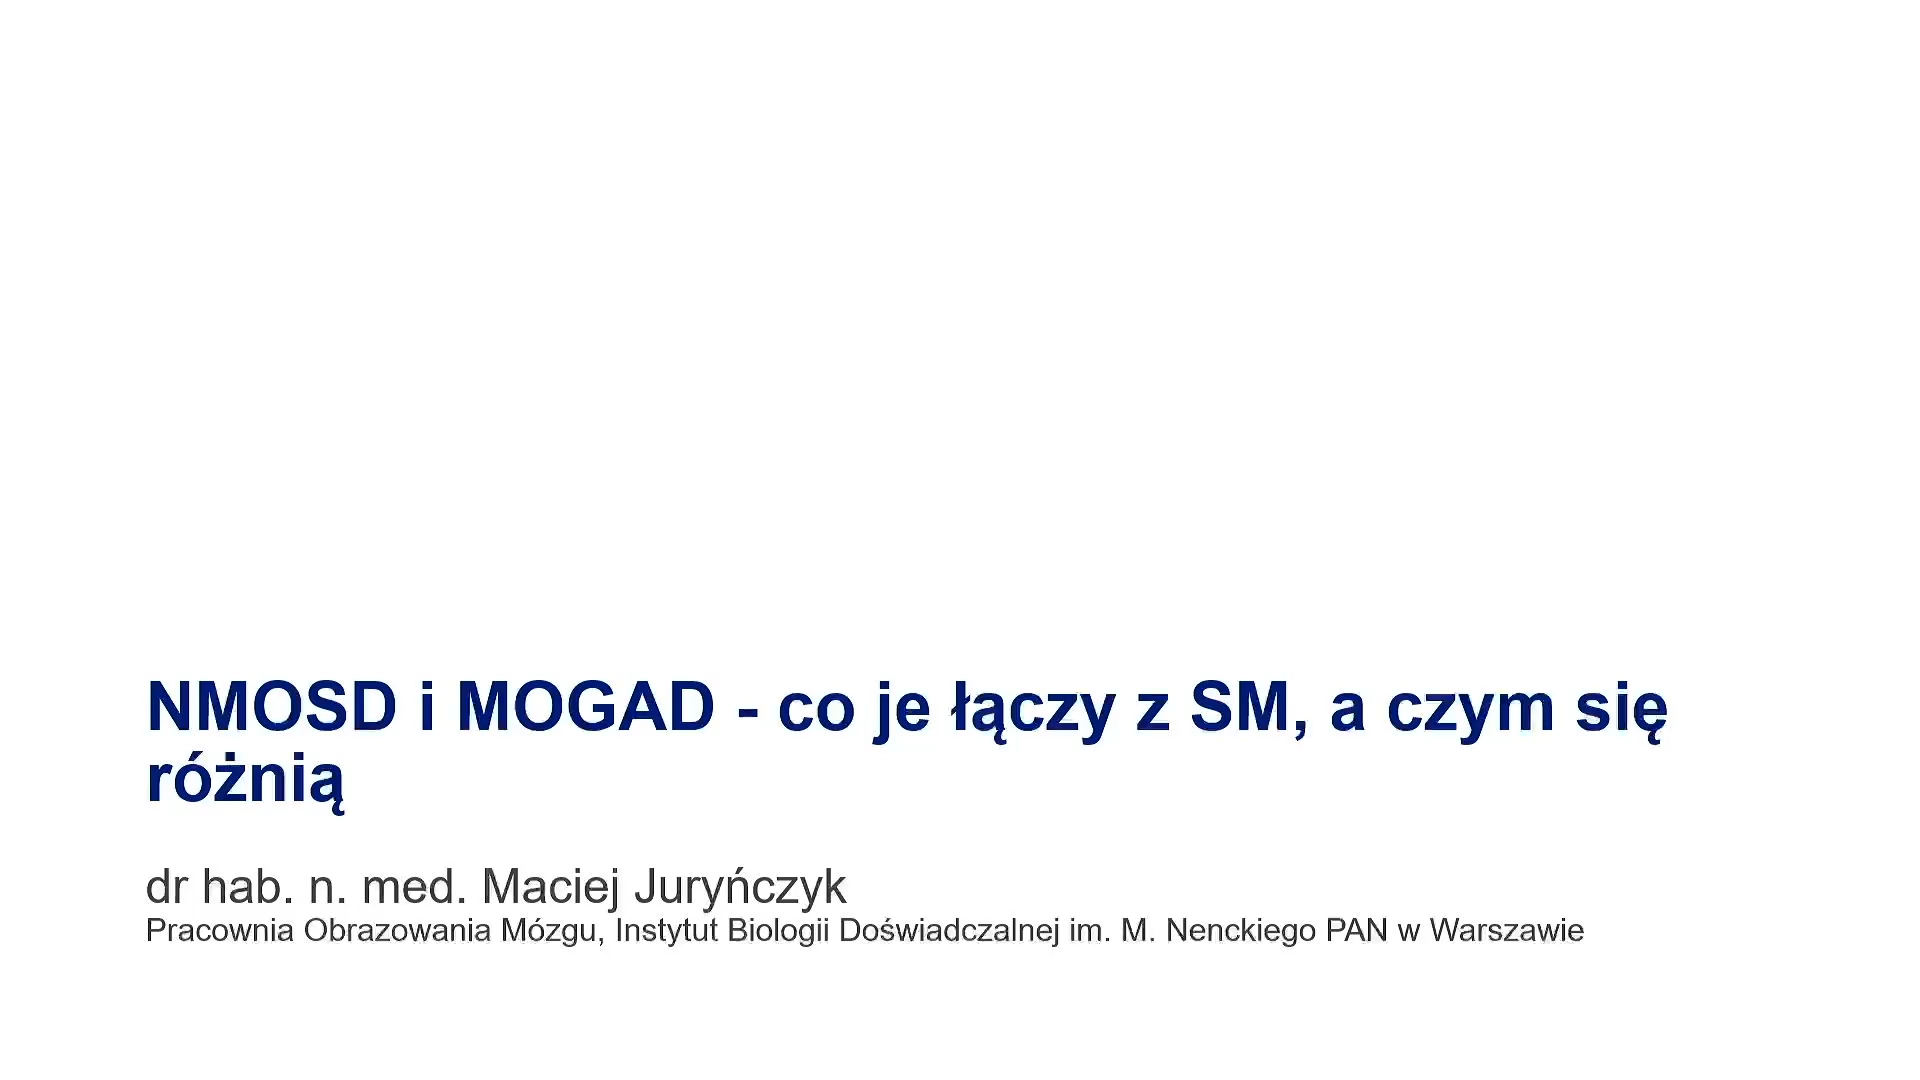 NMOSD i MOGAD - co je łączy z SM, a czym się
różnią
dr hab. n. med. Maciej Juryńczyk
Pracownia Obrazowania Mózgu, Instytut Biologii Doświadczalnej im. M. Nenckiego PAN w Warszawie